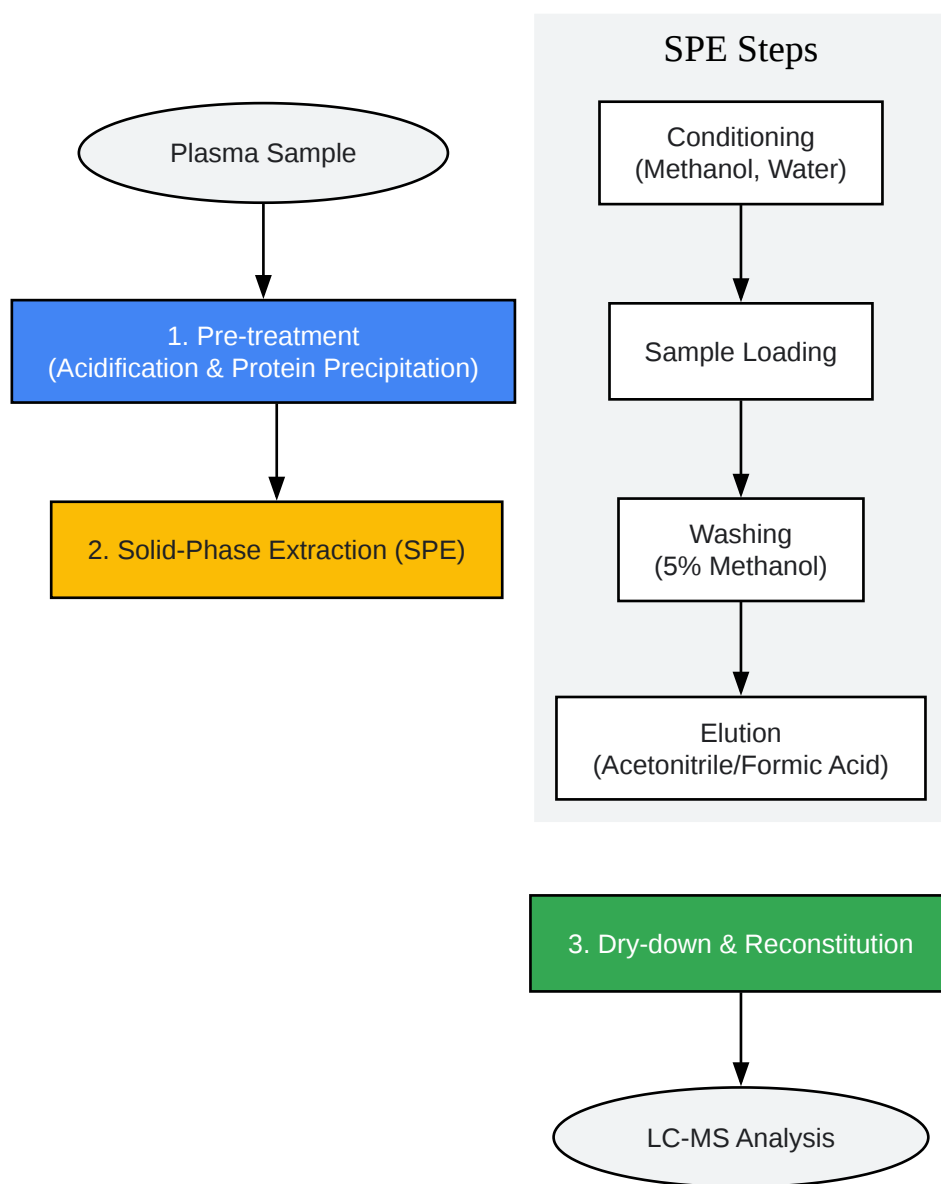 Plasma Sample
1. Pre-treatment
(Acidification & Protein Precipitation)
2. Solid-Phase Extraction (SPE)
SPE Steps
Conditioning
(Methanol, Water)
Sample Loading
Washing
(5% Methanol)
Elution
(Acetonitrile/Formic Acid)
3. Dry-down & Reconstitution
LC-MS Analysis